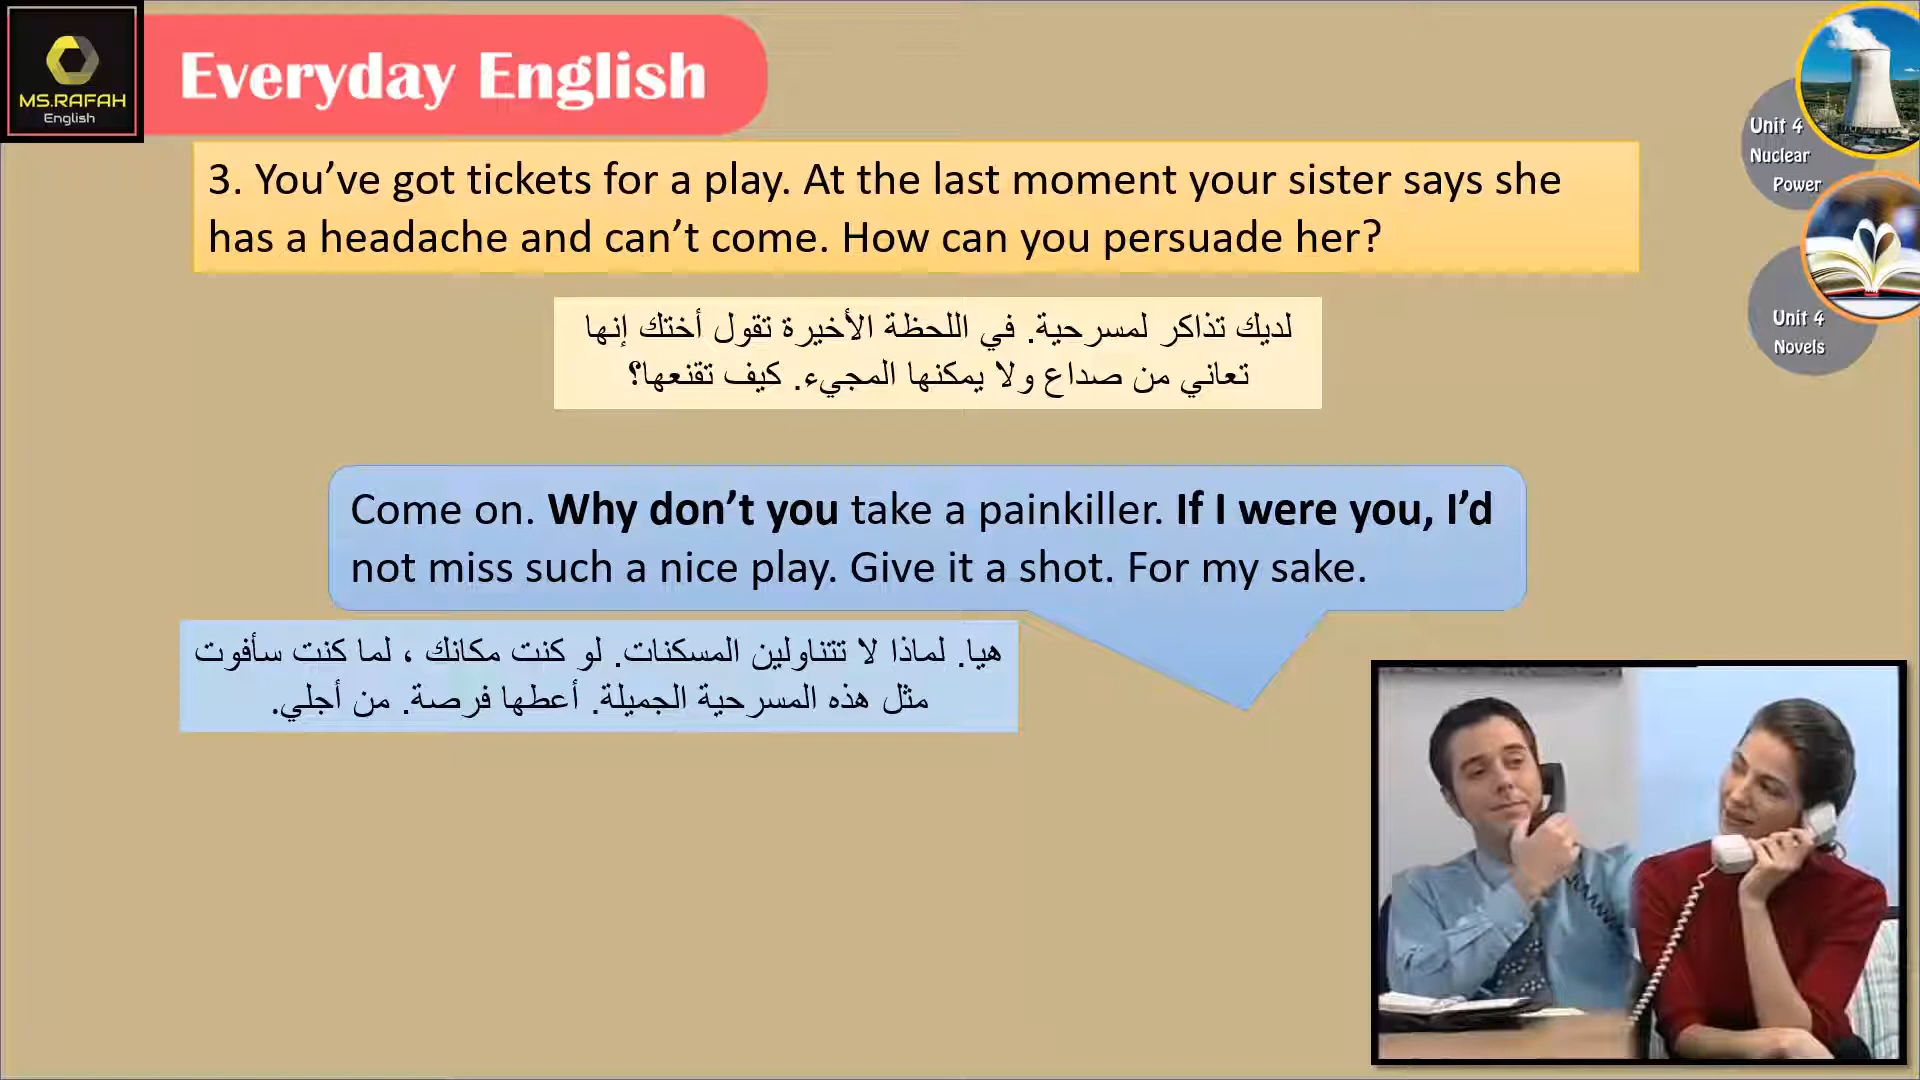 MS.RAFAH
English
Everyday English
3. You’ve got tickets for a play. At the last moment your sister says she
has a headache and can’t come. How can you persuade her?
لديك تذاكر لمسرحية. في اللحظة الأخيرة تقول أختك إنها
تعاني من صداع ولا يمكنها المجيء. كيف تقنعها؟
Come on. Why don’t you take a painkiller. If I were you, I’d
not miss such a nice play. Give it a shot. For my sake.
هيا. لماذا لا تتناولين المسكنات. لو كنت مكانك ، لما كنت سأفوت
مثل هذه المسرحية الجميلة. أعطها فرصة. من أجلي.
Unit 4
Nuclear
Power
Unit 4
Novels